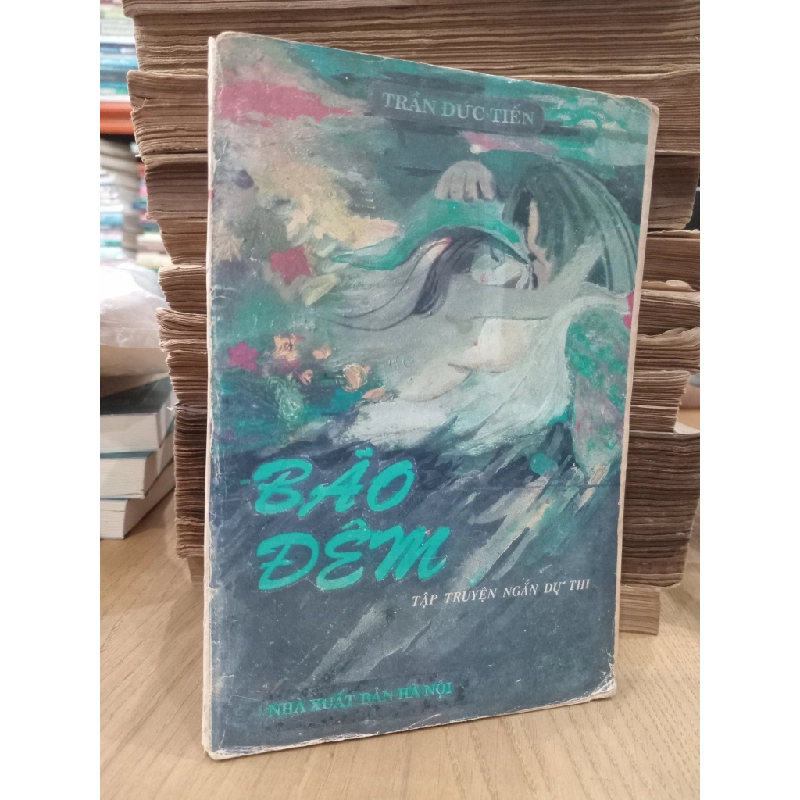 TRẦN ĐỨC TIẾN
BÃO
ĐÊM
TẬP TRUYỆN NGẮN DỰ THI
NHÀ XUẤT BẢN HÀ NỘI